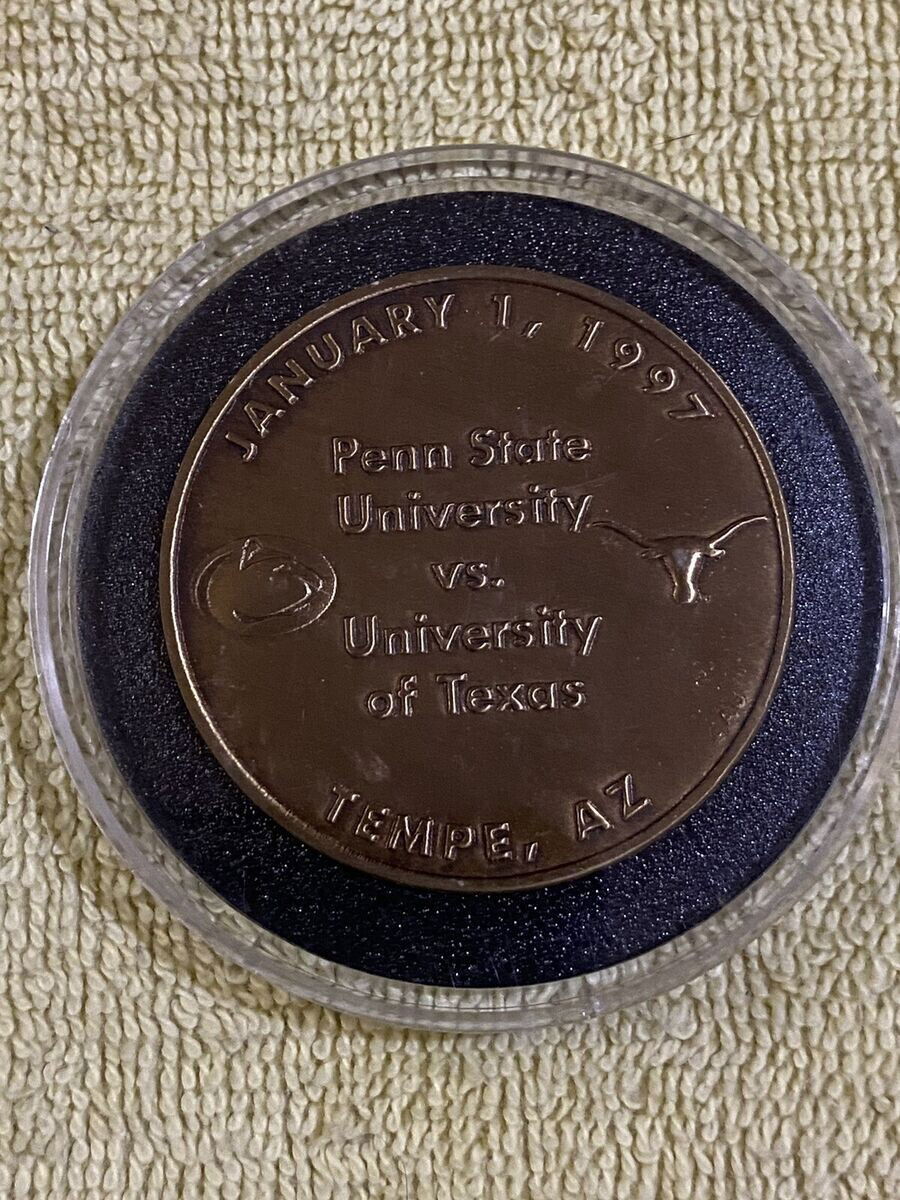 JANUARY 1, 1997
Penn State
University
vs.
University
of Texas
TEMPE, AZ